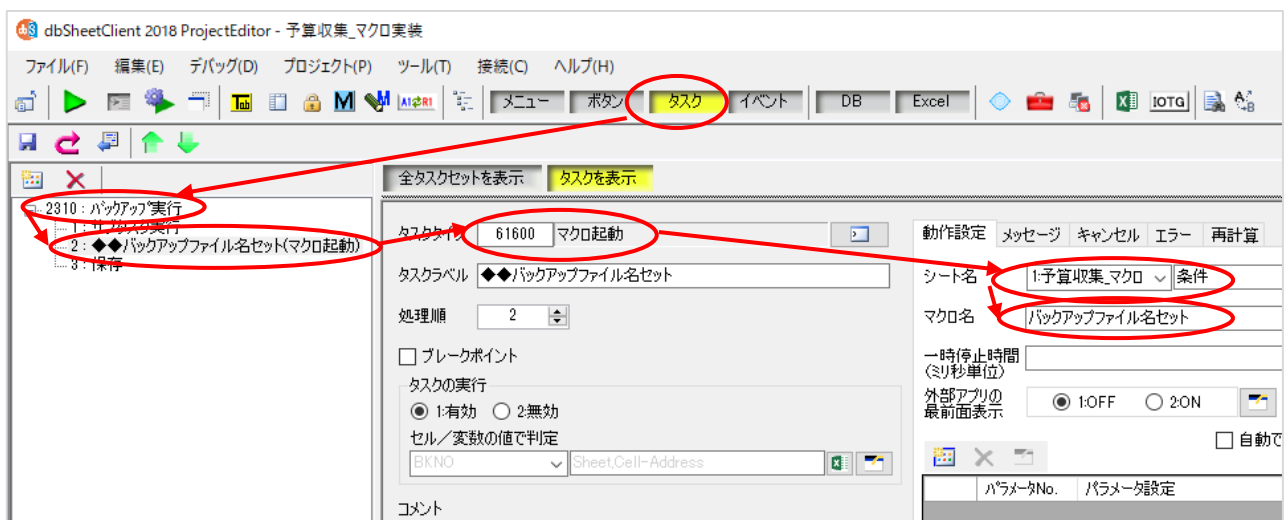 dbSheetClient 2018 ProjectEditor - 予算収集_マクロ実装
ファイル(F) 編集(E) デバッグ(D) プロジェクト(P) ツール(T) 接続(C) ヘルプ(H)
メニュー ボタン タスク イベント DB Excel IOTG
全タスクセットを表示 タスクを表示
2310 : バックアップ実行
1 : サブタスク実行
2 : ◆◆バックアップファイル名セット(マクロ起動)
3 : 保存
タスクタイプ 61600 マクロ起動
タスクラベル ◆◆バックアップファイル名セット
処理順 2
ブレークポイント
タスクの実行
1:有効 2:無効
セル/変数の値で判定
BKNO Sheet,Cell-Address
コメント
動作設定 メッセージ キャンセル エラー 再計算
シート名 1:予算収集_マクロ 条件
マクロ名 バックアップファイル名セット
一時停止時間
(ミリ秒単位)
外部アプリの
最前面表示 1:OFF 2:ON
自動で
パラメータNo. パラメータ設定